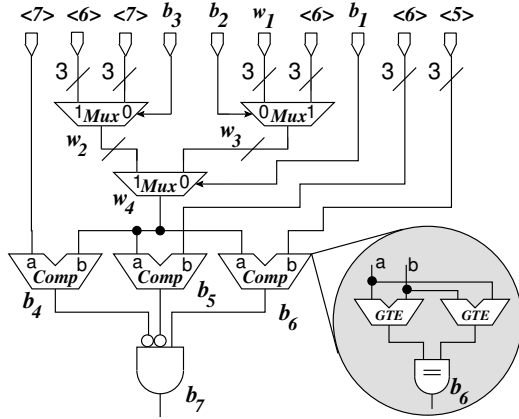 <7> <6> <7> b3 b2 w1 <6> b1 <6> <5>
3 3 3 3 3 3
1 Mux 0 0 Mux 1
w2 w3
1 Mux 0
w4
a b a b a b
Comp Comp Comp
b4 b5 b6
a b
GTE GTE
=
b6
b7